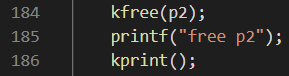 184 kfree(p2);
185 printf("free p2");
186 kprint();